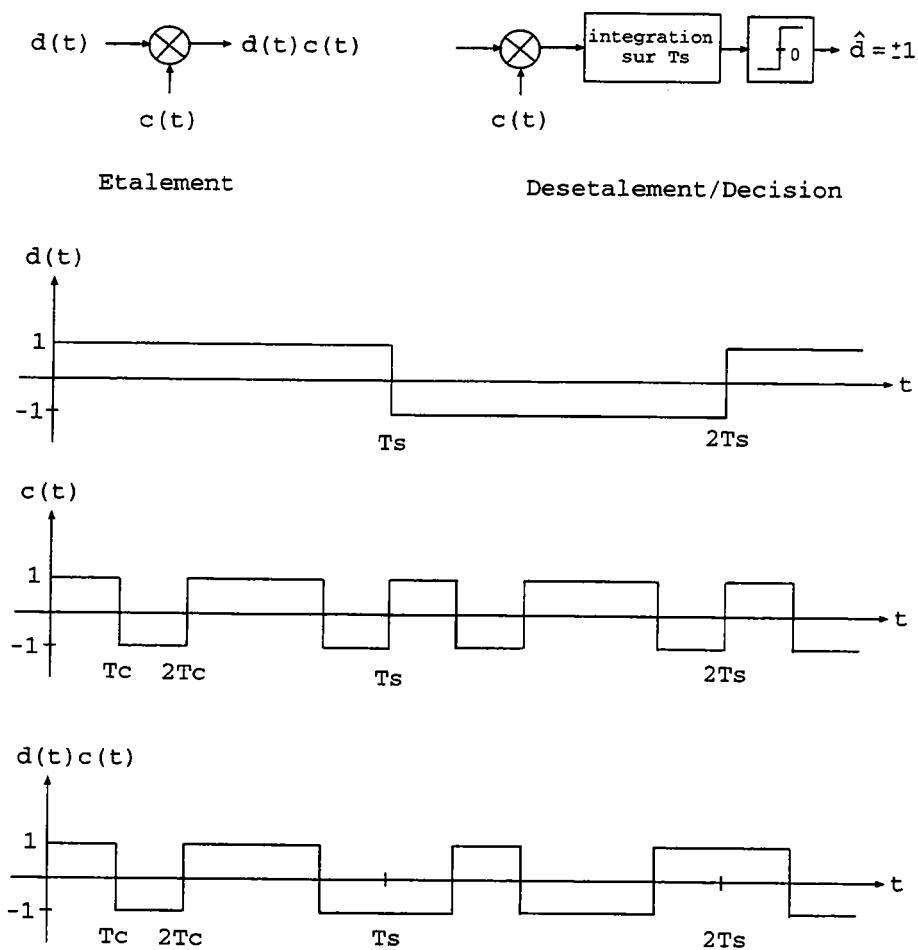 d(t)
d(t)c(t)
c(t)
Etalement
integration
sur Ts
0
d̂=±1
c(t)
Desetalement/Decision
d(t)
1
-1
Ts
2Ts
t
c(t)
1
-1
Tc
2Tc
Ts
2Ts
t
d(t)c(t)
1
-1
Tc
2Tc
Ts
2Ts
t